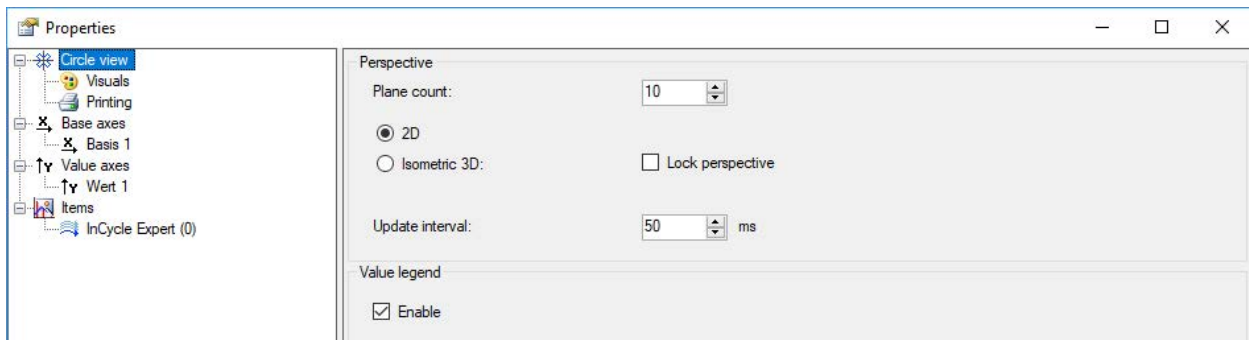 Properties
Circle view
Visuals
Printing
X Base axes
X Basis 1
Y Value axes
Y Wert 1
Items
InCycle Expert (0)
Perspective
Plane count: 10
2D
Isometric 3D: Lock perspective
Update interval: 50 ms
Value legend
Enable